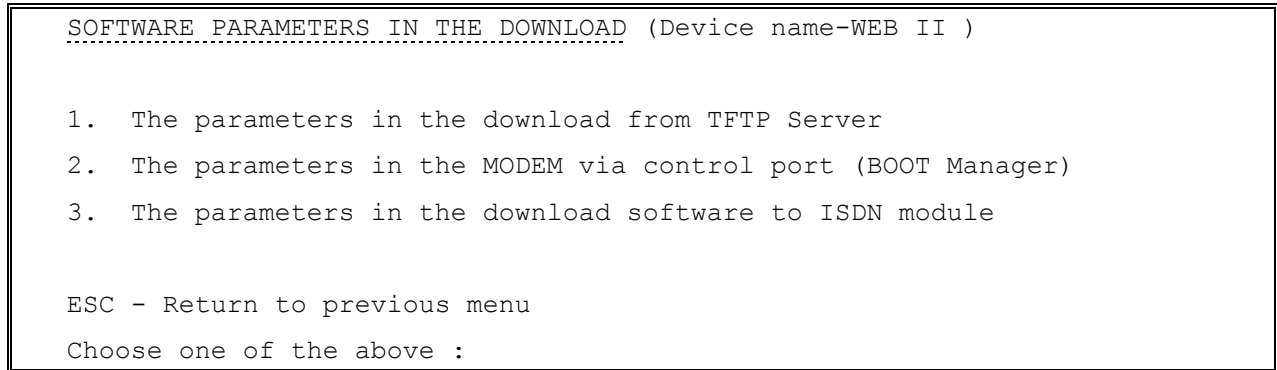 SOFTWARE PARAMETERS IN THE DOWNLOAD (Device name-WEB II )
1. The parameters in the download from TFTP Server
2. The parameters in the MODEM via control port (BOOT Manager)
3. The parameters in the download software to ISDN module
ESC - Return to previous menu
Choose one of the above :